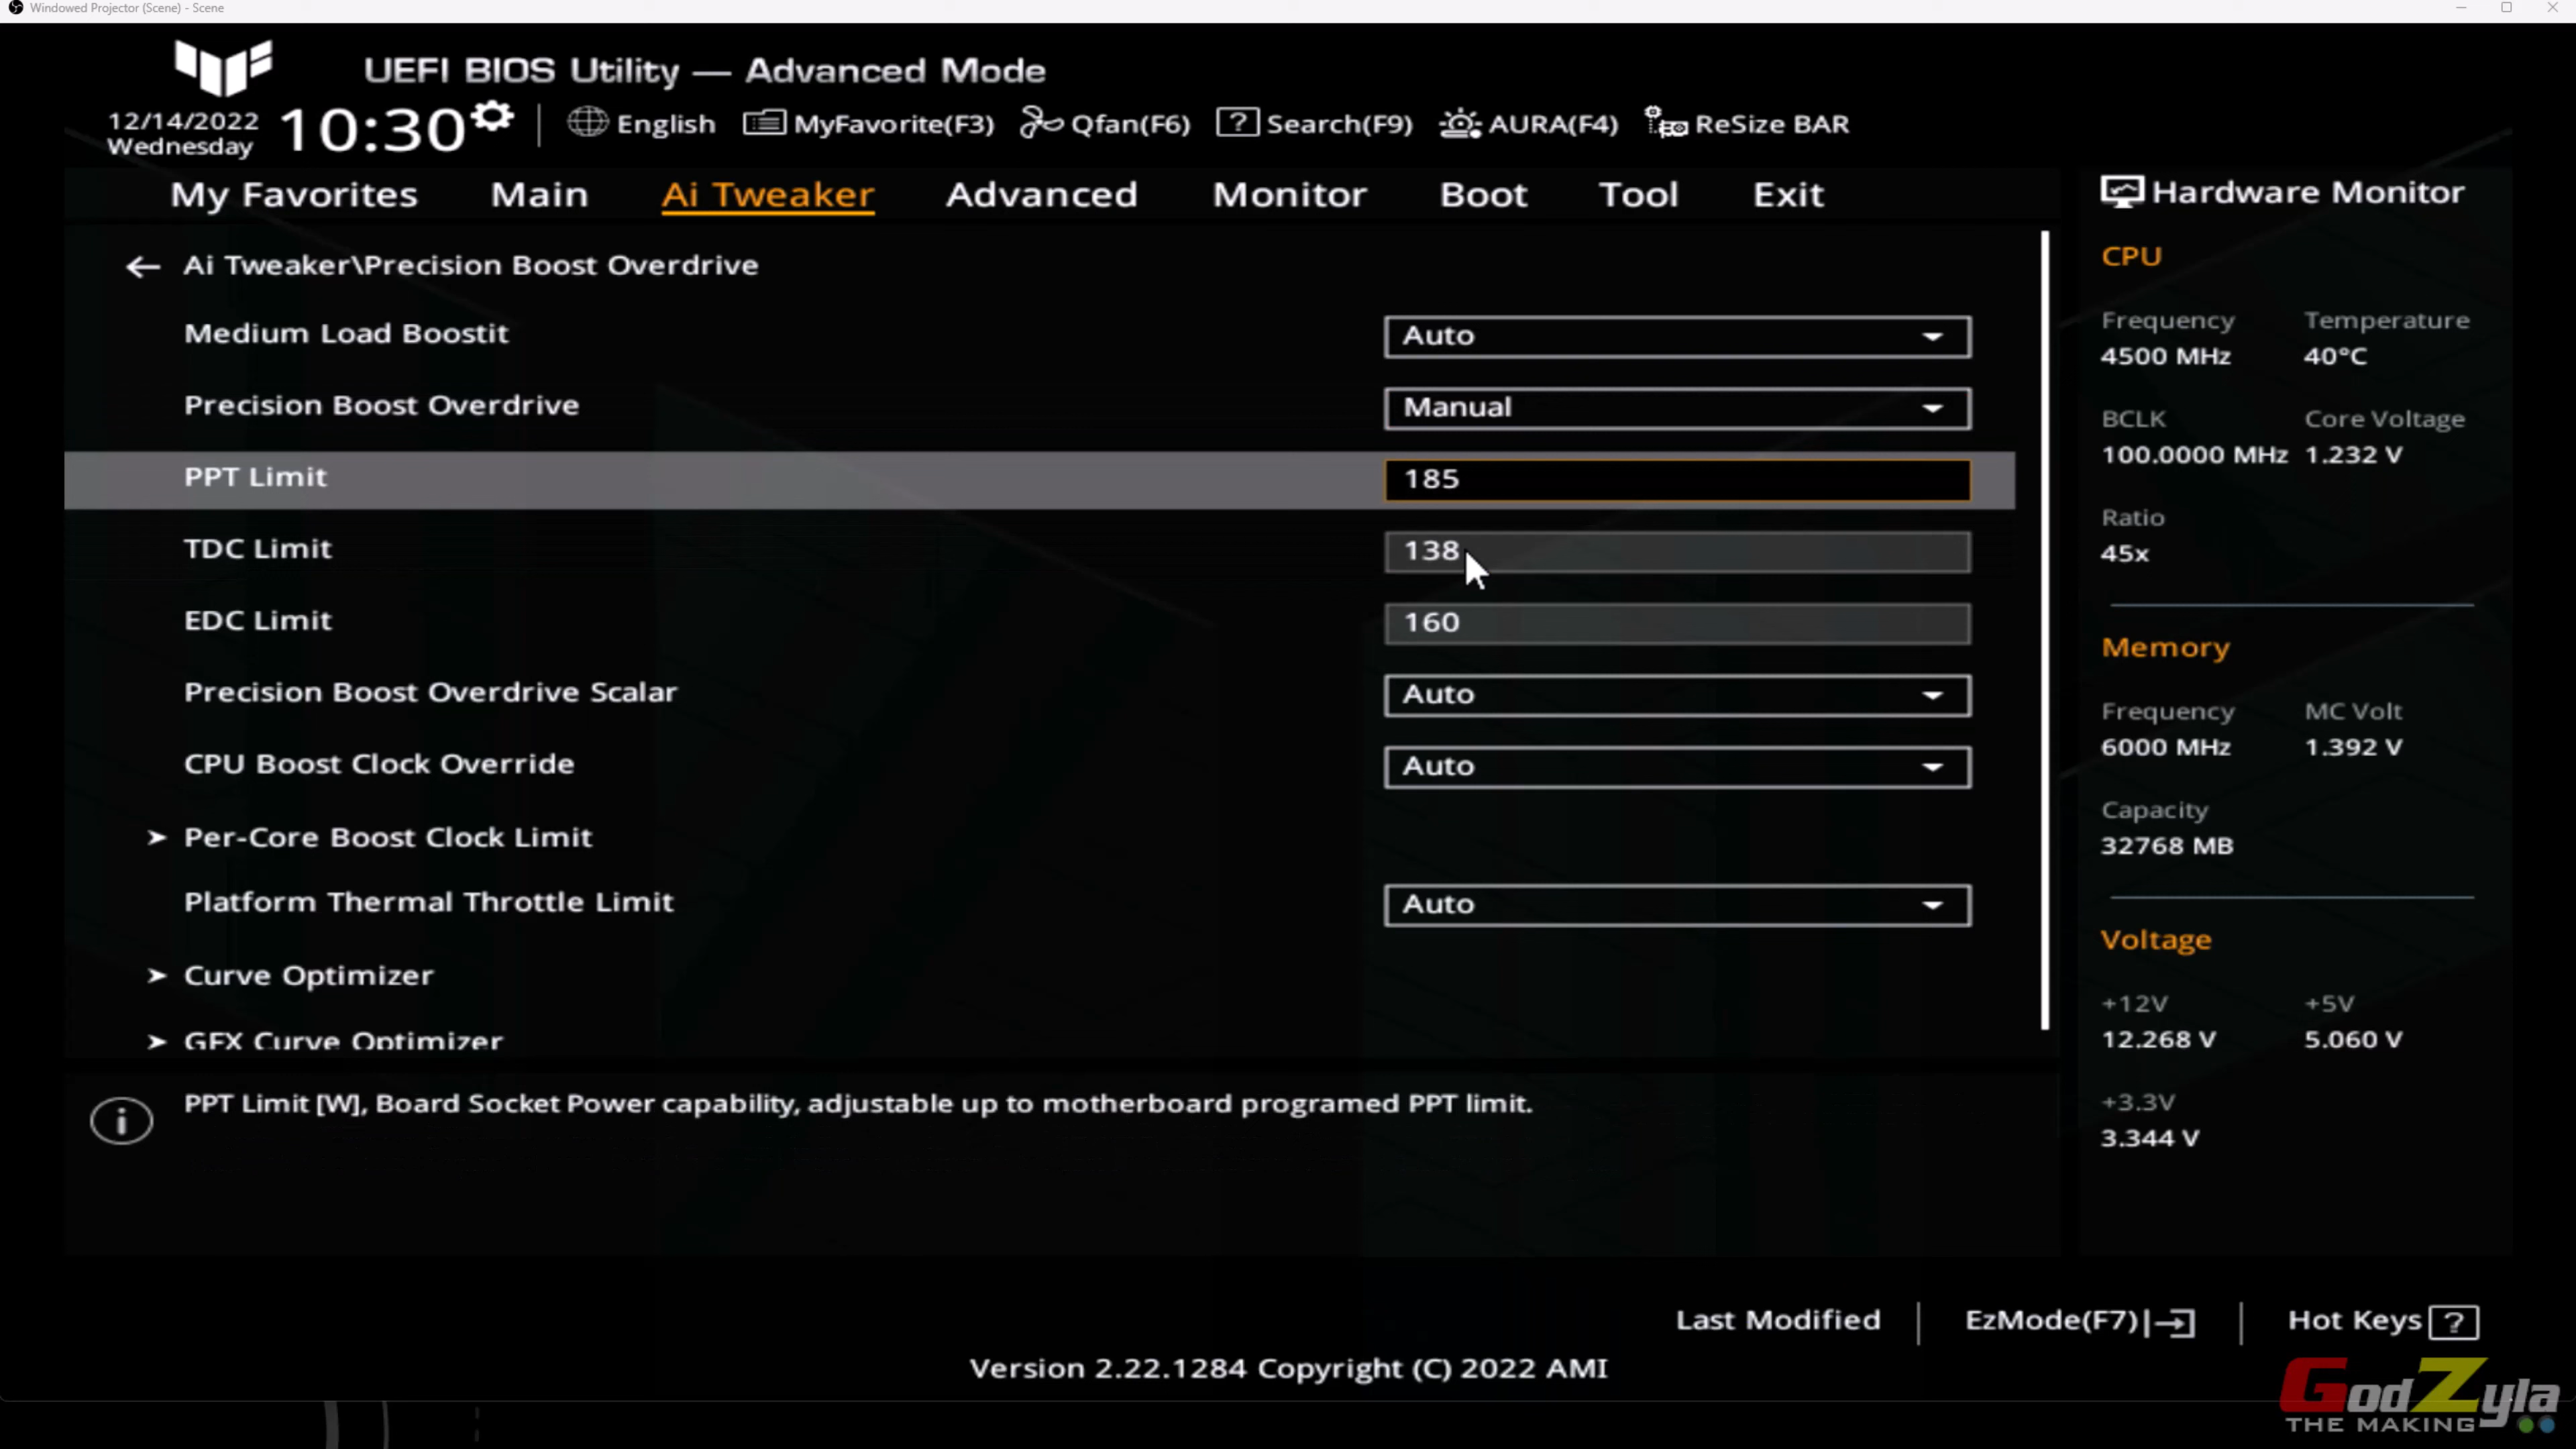 Windowed Projector (Scene) - Scene
UEFI BIOS Utility — Advanced Mode
12/14/2022
Wednesday
10:30
English
MyFavorite(F3)
Qfan(F6)
Search(F9)
AURA(F4)
ReSize BAR
My Favorites
Main
Ai Tweaker
Advanced
Monitor
Boot
Tool
Exit
Ai Tweaker\Precision Boost Overdrive
Medium Load Boostit Auto
Precision Boost Overdrive Manual
PPT Limit 185
TDC Limit 138
EDC Limit 160
Precision Boost Overdrive Scalar Auto
CPU Boost Clock Override Auto
Per-Core Boost Clock Limit
Platform Thermal Throttle Limit Auto
Curve Optimizer
GFX Curve Optimizer
PPT Limit [W], Board Socket Power capability, adjustable up to motherboard programed PPT limit.
Hardware Monitor
CPU
Frequency Temperature
4500 MHz 40°C
BCLK Core Voltage
100.0000 MHz 1.232 V
Ratio
45x
Memory
Frequency MC Volt
6000 MHz 1.392 V
Capacity
32768 MB
Voltage
+12V +5V
12.268 V 5.060 V
+3.3V
3.344 V
Last Modified
EzMode(F7)
Hot Keys ?
Version 2.22.1284 Copyright (C) 2022 AMI
GodZyla
THE MAKING